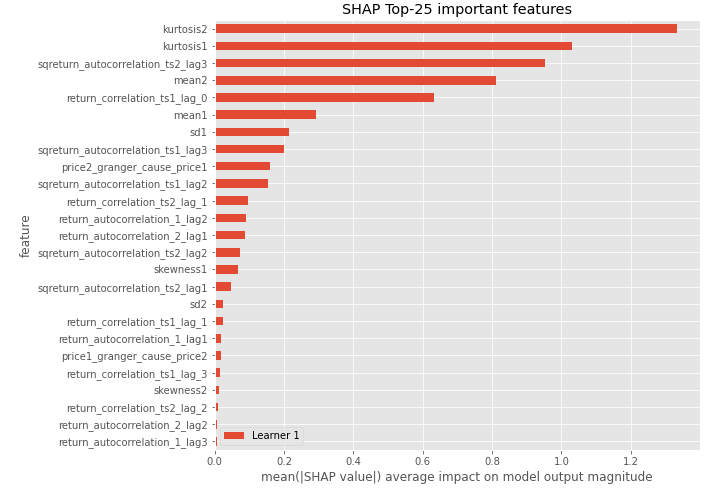 SHAP Top-25 important features
kurtosis2
kurtosis1
sqreturn_autocorrelation_ts2_lag3
mean2
return_correlation_ts1_lag_0
mean1
sd1
sqreturn_autocorrelation_ts1_lag3
price2_granger_cause_price1
sqreturn_autocorrelation_ts1_lag2
return_correlation_ts2_lag_1
return_autocorrelation_1_lag2
return_autocorrelation_2_lag1
sqreturn_autocorrelation_ts2_lag2
skewness1
sqreturn_autocorrelation_ts2_lag1
sd2
return_correlation_ts1_lag_1
return_autocorrelation_1_lag1
price1_granger_cause_price2
return_correlation_ts1_lag_3
skewness2
return_correlation_ts2_lag_2
return_autocorrelation_2_lag2
return_autocorrelation_1_lag3
feature
Learner 1
0.0 0.2 0.4 0.6 0.8 1.0 1.2
mean(|SHAP value|) average impact on model output magnitude